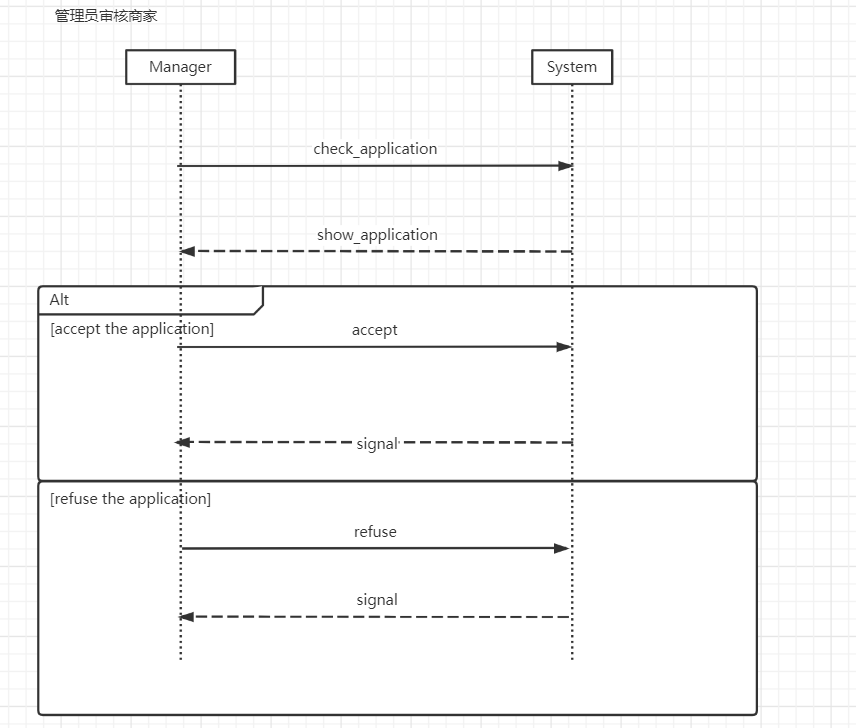 管理员审核商家
Manager
System
check_application
show_application
Alt
[accept the application]
accept
signal
[refuse the application]
refuse
signal